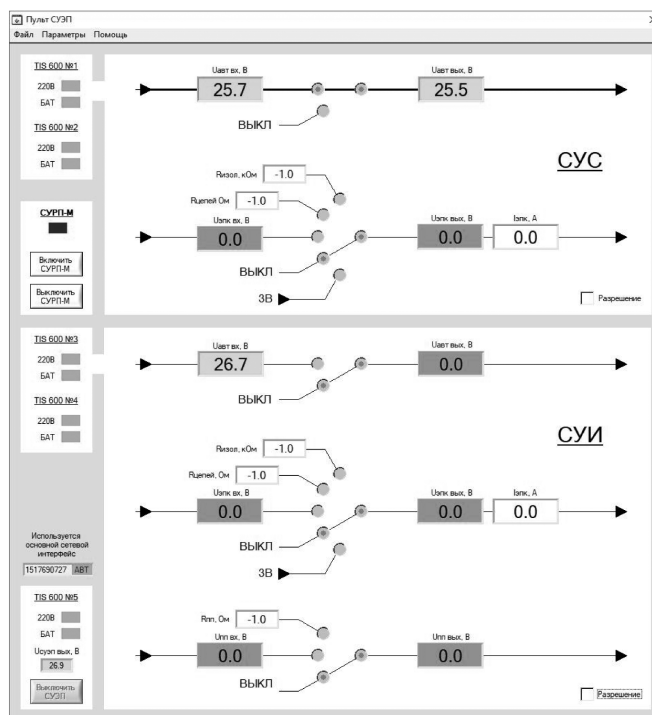 Пульт СУЭП
Файл Параметры Помощь
TIS 600 №1
220В
БАТ
TIS 600 №2
220В
БАТ
СУРП-М
Включить
СУРП-М
Выключить
СУРП-М
Uавт вх, В
25.7
Uавт вых, В
25.5
ВЫКЛ
СУС
Rизол, кОм -1.0
Rцепей Ом -1.0
Uэпк вх, В
0.0
Uэпк вых, В
0.0
Iэпк, А
0.0
ВЫКЛ
ЗВ
Разрешение
TIS 600 №3
220В
БАТ
TIS 600 №4
220В
БАТ
Uавт вх, В
26.7
Uавт вых, В
0.0
ВЫКЛ
СУИ
Rизол, кОм -1.0
Rцепей, Ом -1.0
Uэпк вх, В
0.0
Uэпк вых, В
0.0
Iэпк, А
0.0
ВЫКЛ
ЗВ
Используется
основной сетевой
интерфейс
1517690727 АВТ
TIS 600 №5
220В
БАТ
Uсуэп вых, В
26.9
Выключить
СУЭП
Rпп, Ом -1.0
Uпп вх, В
0.0
Uпп вых, В
0.0
ВЫКЛ
Разрешение